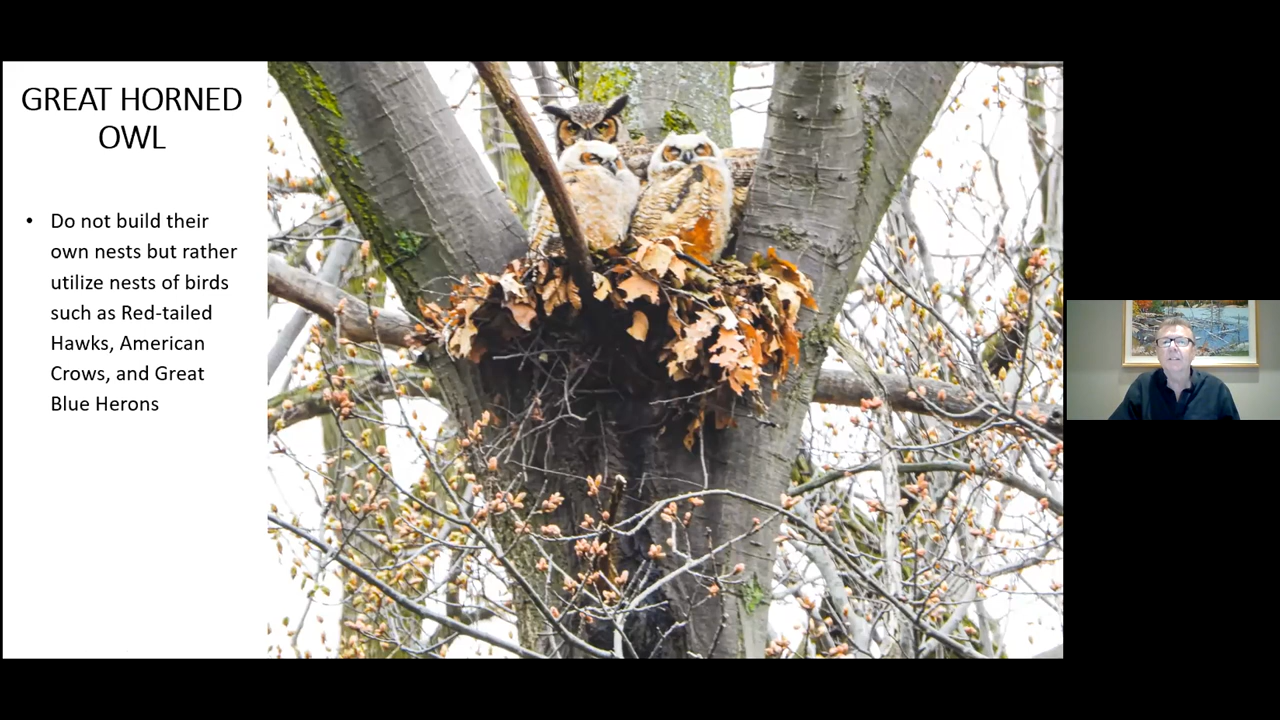 GREAT HORNED
OWL
• Do not build their
own nests but rather
utilize nests of birds
such as Red-tailed
Hawks, American
Crows, and Great
Blue Herons